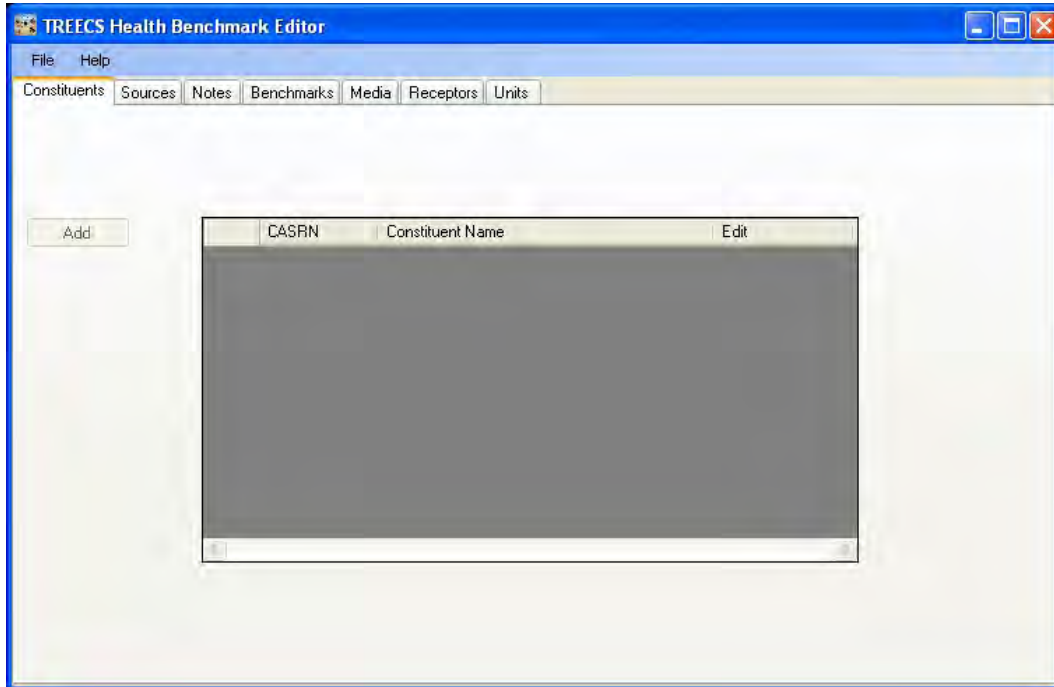 TREECS Health Benchmark Editor
File Help
Constituents Sources Notes Benchmarks Media Receptors Units
Add CASRN Constituent Name Edit